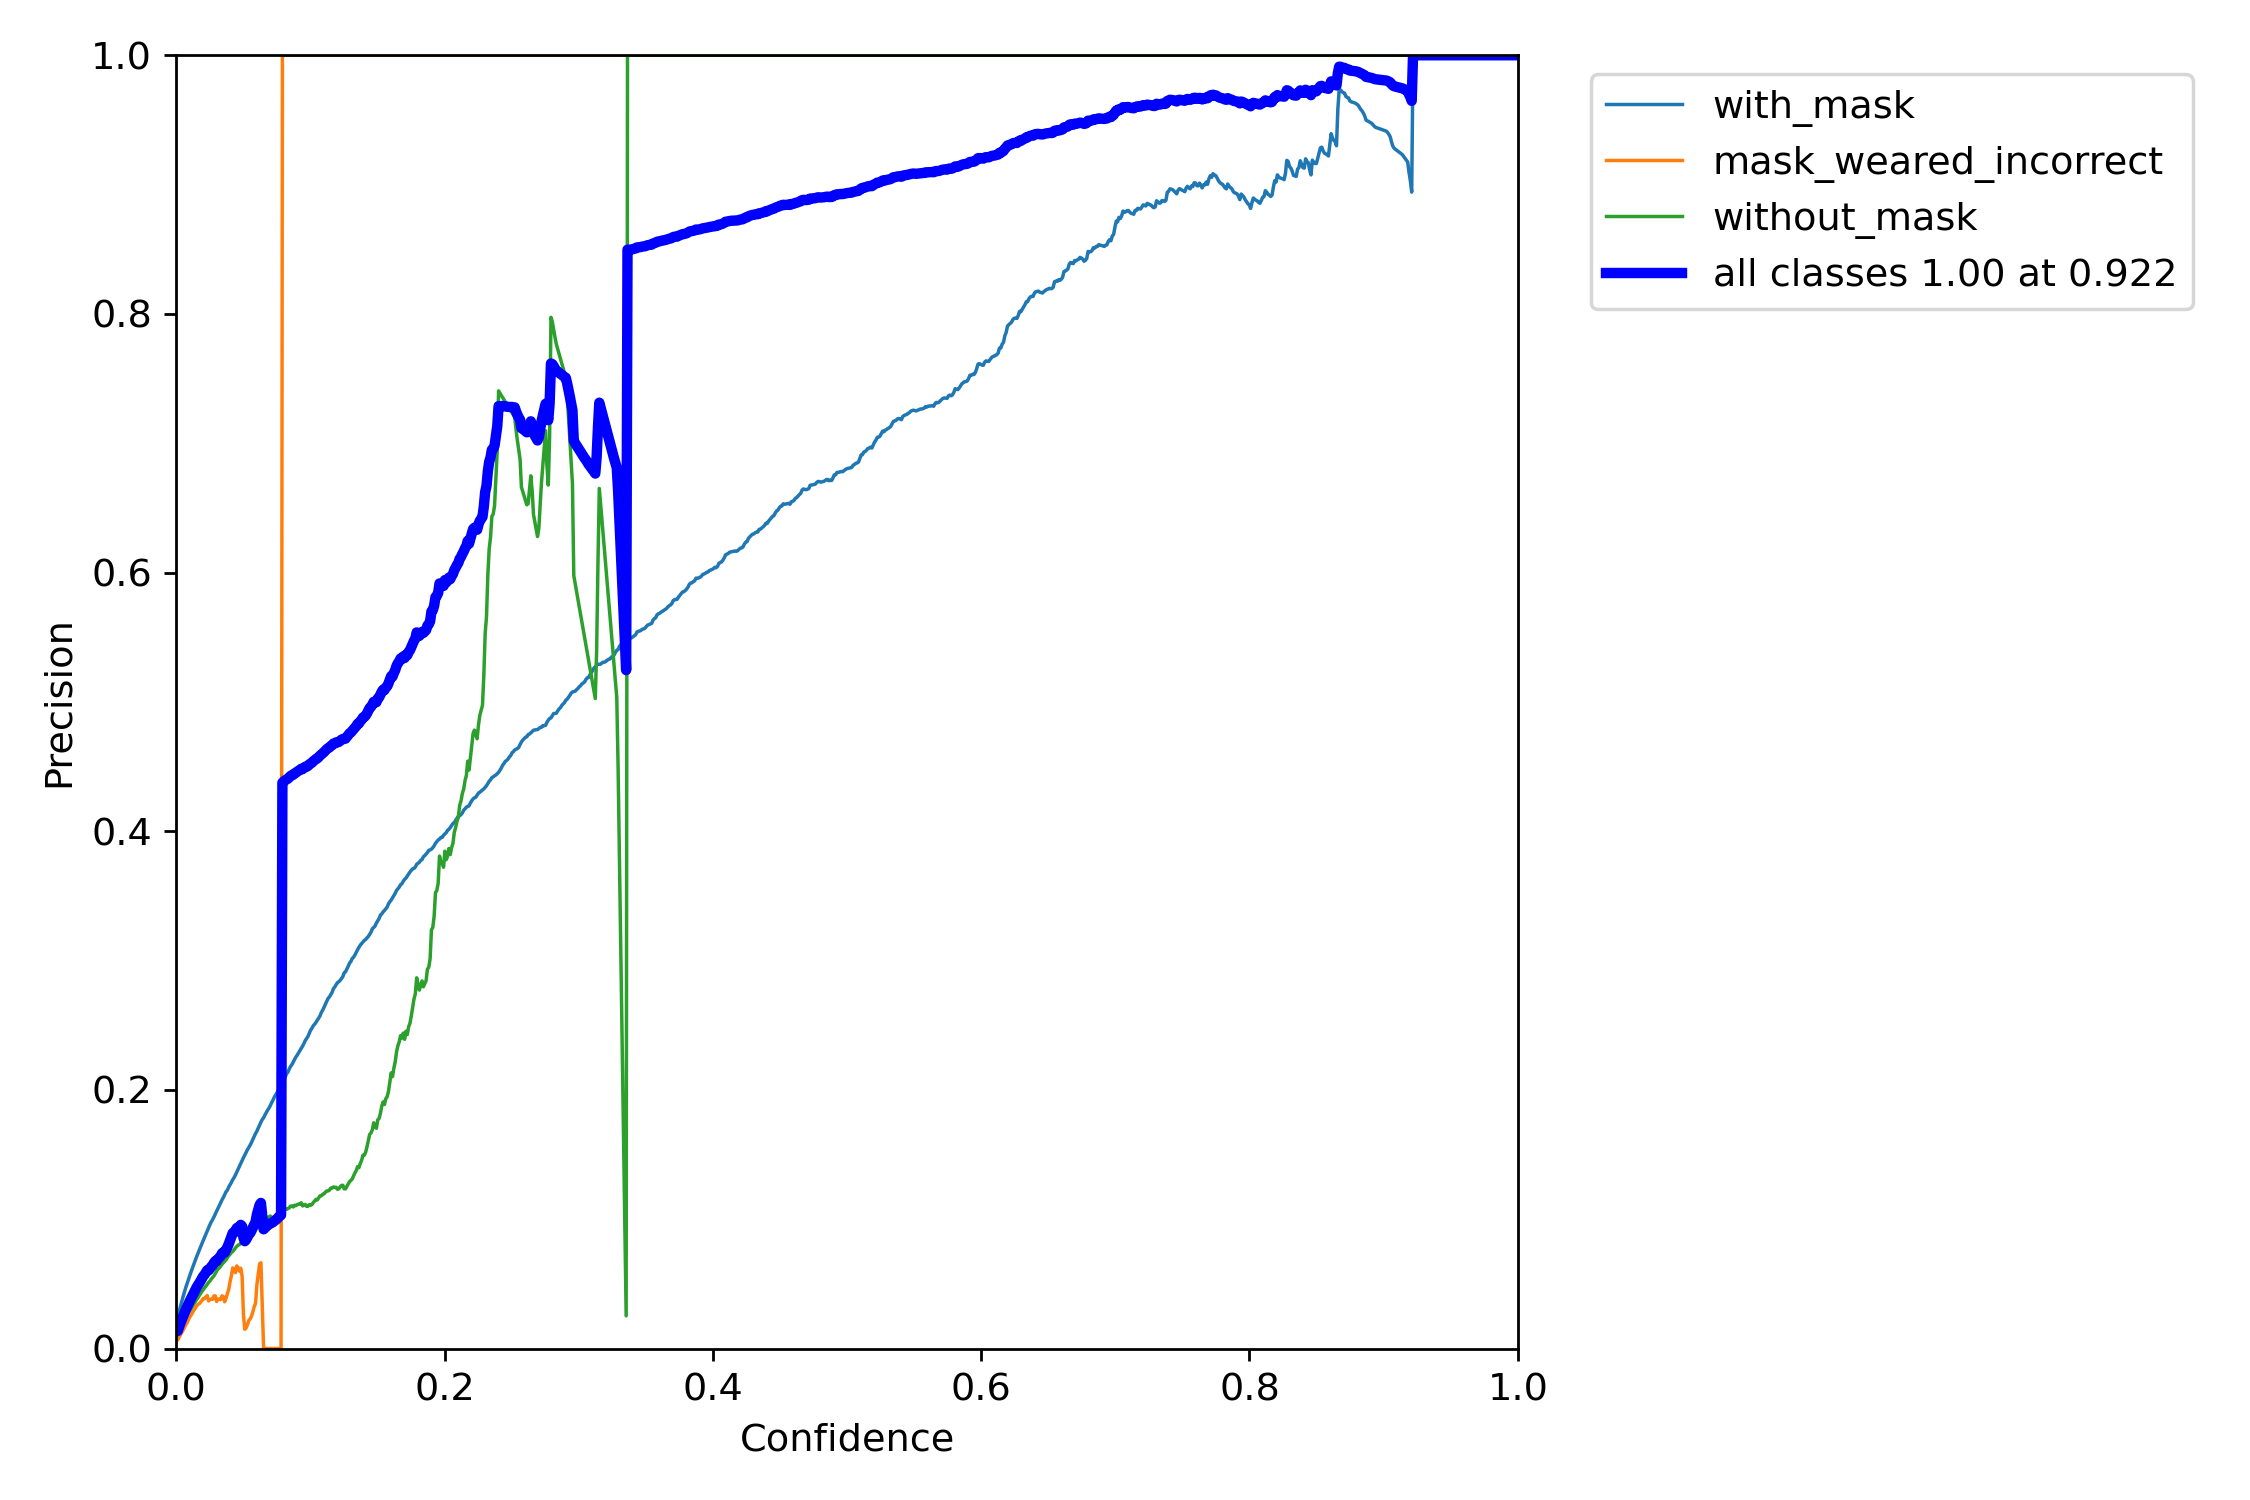 1.0
0.8
0.6
0.4
0.2
0.0
Precision
0.0 0.2 0.4 0.6 0.8 1.0
Confidence
with_mask
mask_weared_incorrect
without_mask
all classes 1.00 at 0.922